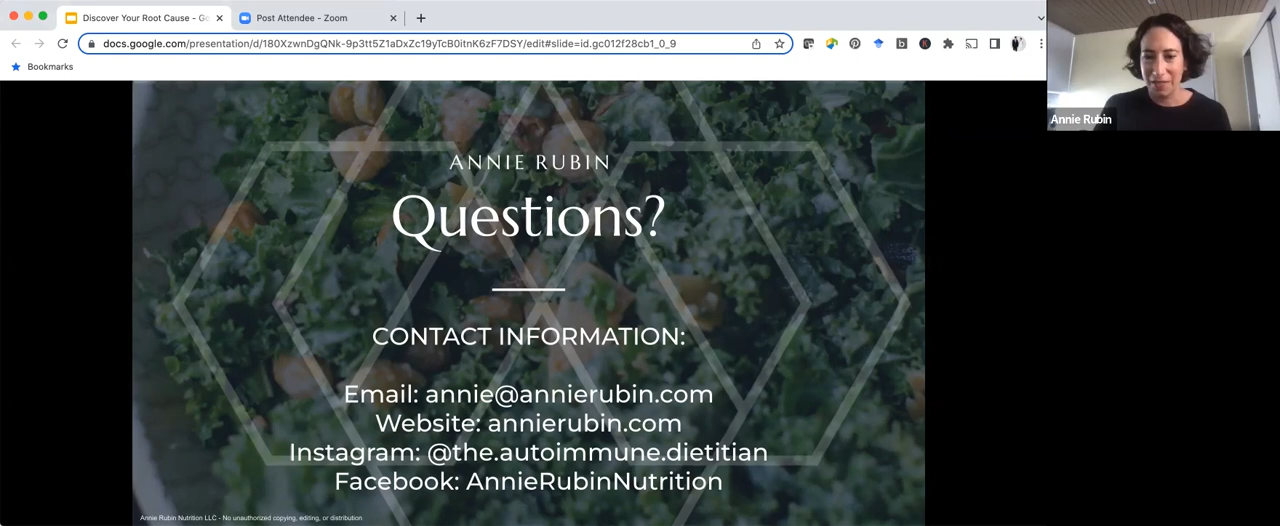 Discover Your Root Cause - Go
Post Attendee - Zoom
docs.google.com/presentation/d/180XzwnDgQNk-9p3tt5Z1aDxZc19yTcB0itnK6zF7DSY/edit#slide=id.gc012f28cb1_0_9
Bookmarks
Annie Rubin
ANNIE RUBIN
Questions?
CONTACT INFORMATION:
Email: annie@annierubin.com
Website: annierubin.com
Instagram: @the.autoimmune.dietitian
Facebook: AnnieRubinNutrition
Annie Rubin Nutrition LLC - No unauthorized copying, editing, or distribution